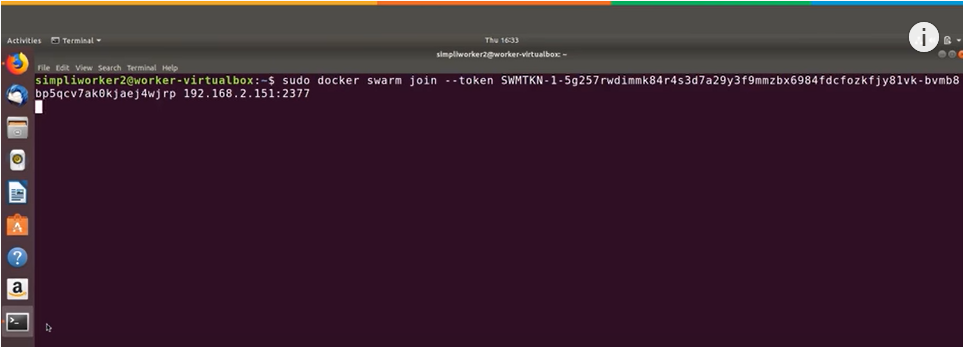 Activities Terminal Thu 16:33
simpliworker2@worker-virtualbox: ~
File Edit View Search Terminal Help
simpliworker2@worker-virtualbox:~$ sudo docker swarm join --token SWMTKN-1-5g257rwdimmk84r4s3d7a29y3f9mmzbx6984fdcfozkfjy81vk-bvmb8
bp5qcv7ak0kjaej4wjrp 192.168.2.151:2377